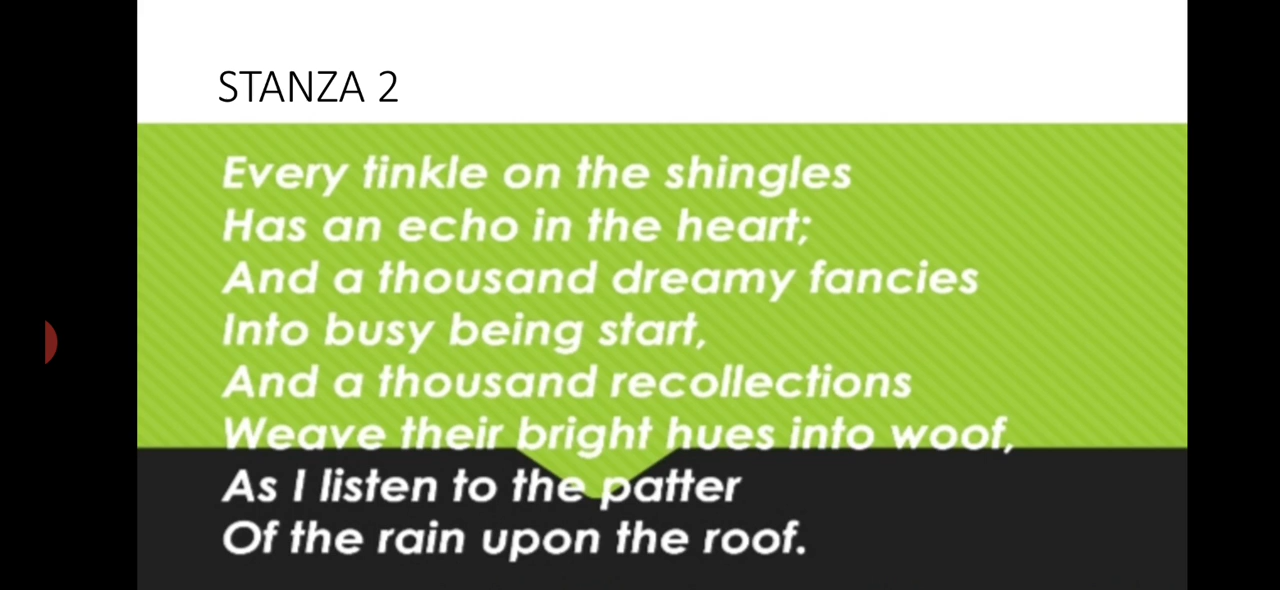 STANZA 2
Every tinkle on the shingles
Has an echo in the heart;
And a thousand dreamy fancies
Into busy being start,
And a thousand recollections
Weave their bright hues into woof,
As I listen to the patter
Of the rain upon the roof.